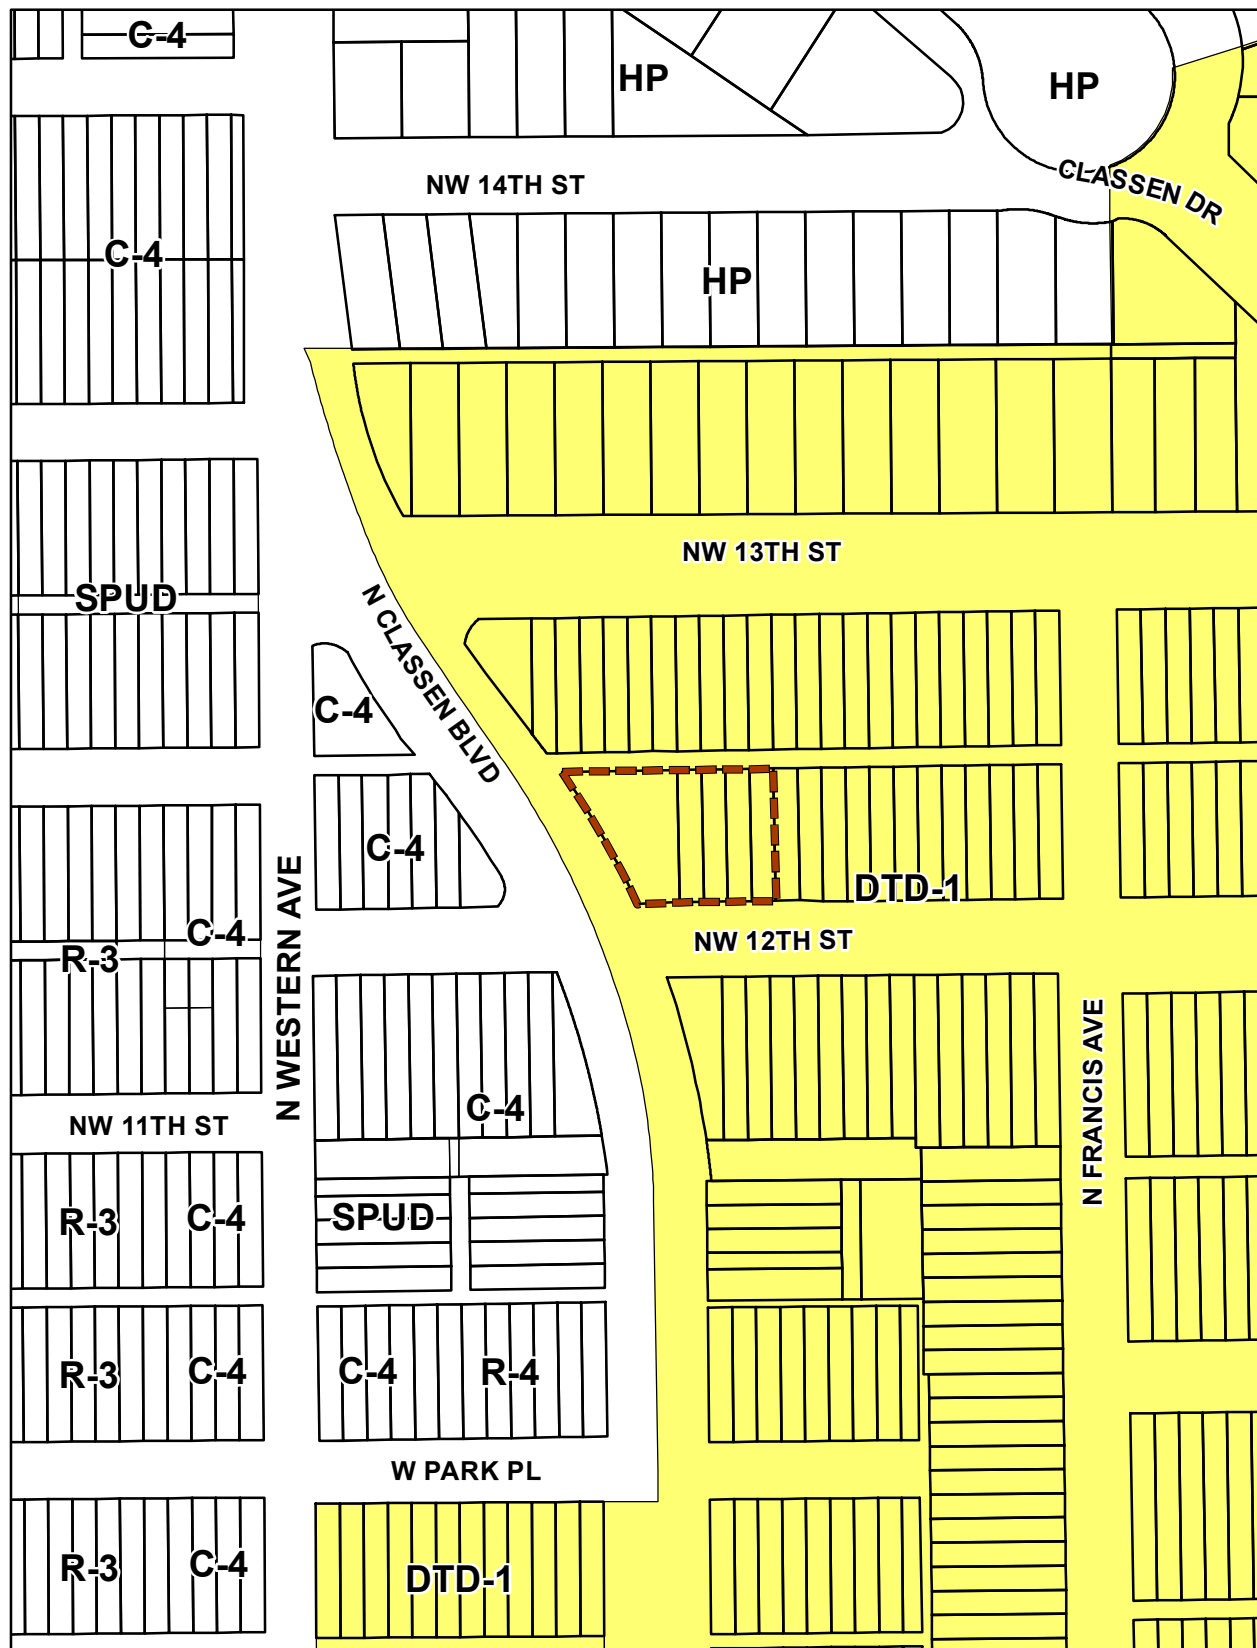 C-4
HP
HP
NW 14TH ST
CLASSEN DR
C-4
HP
NW 13TH ST
SPUD
N CLASSEN BLVD
C-4
C-4
DTD-1
N WESTERN AVE
C-4
NW 12TH ST
R-3
N FRANCIS AVE
C-4
NW 11TH ST
R-3
C-4
SPUD
R-3
C-4
C-4
R-4
W PARK PL
R-3
C-4
DTD-1